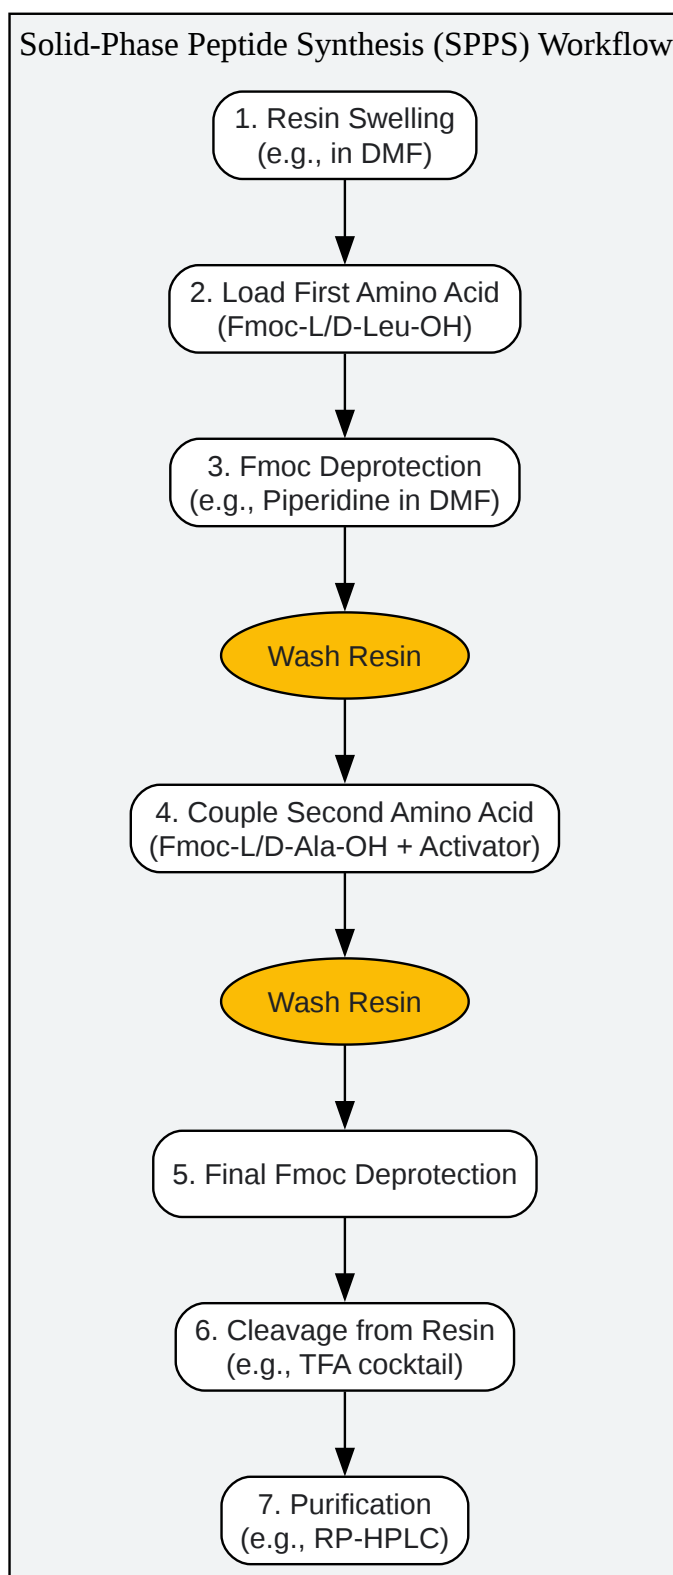 Solid-Phase Peptide Synthesis (SPPS) Workflow
1. Resin Swelling
(e.g., in DMF)
2. Load First Amino Acid
(Fmoc-L/D-Leu-OH)
3. Fmoc Deprotection
(e.g., Piperidine in DMF)
Wash Resin
4. Couple Second Amino Acid
(Fmoc-L/D-Ala-OH + Activator)
Wash Resin
5. Final Fmoc Deprotection
6. Cleavage from Resin
(e.g., TFA cocktail)
7. Purification
(e.g., RP-HPLC)